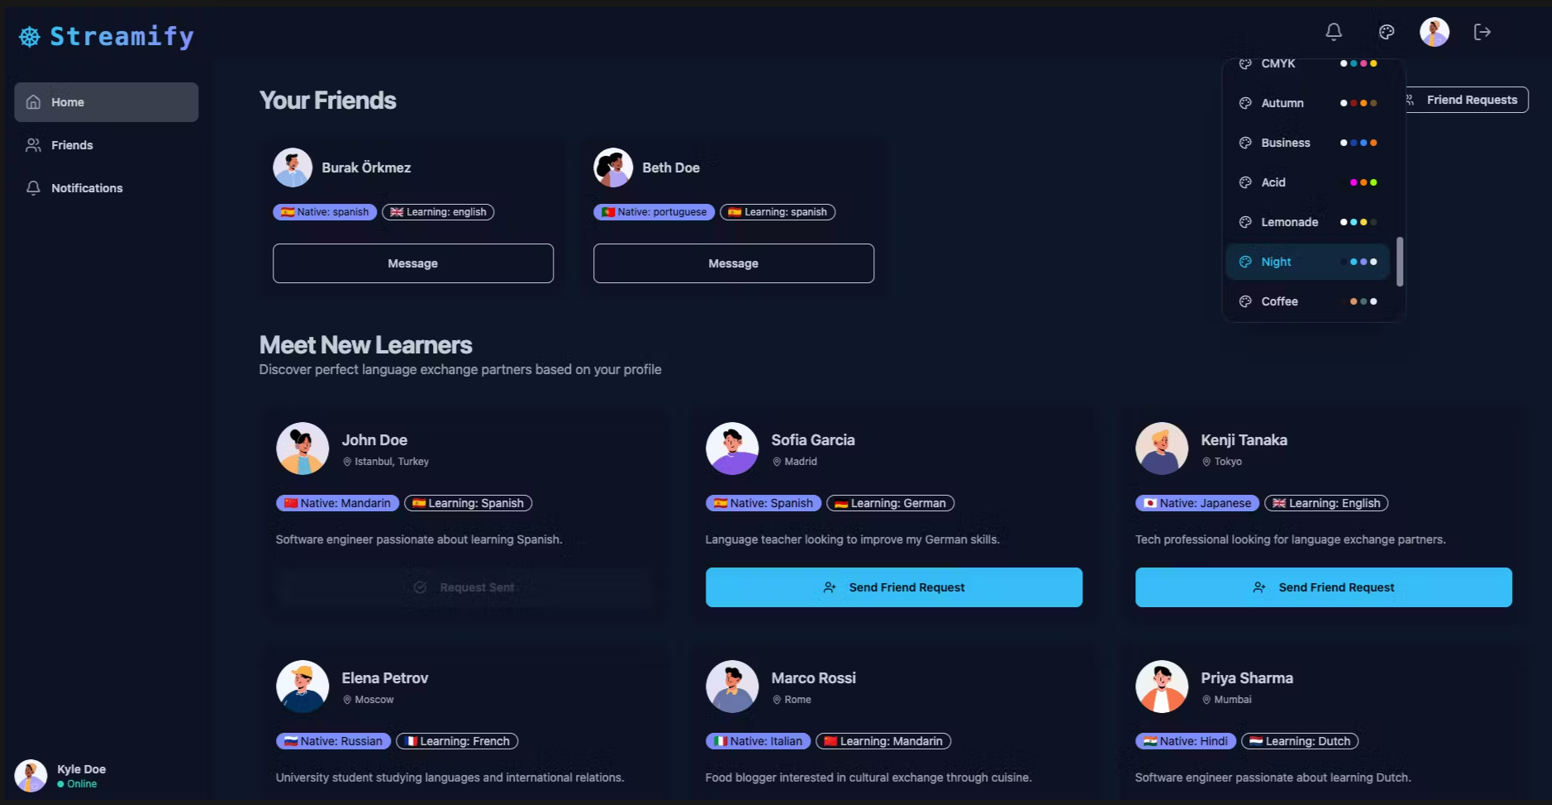 Streamify
Home
Friends
Notifications
Kyle Doe
Online
CMYK
Autumn
Business
Acid
Lemonade
Night
Coffee
Friend Requests
Your Friends
Burak Örkmez
Native: spanish
Learning: english
Message
Beth Doe
Native: portuguese
Learning: spanish
Message
Meet New Learners
Discover perfect language exchange partners based on your profile
John Doe
Istanbul, Turkey
Native: Mandarin
Learning: Spanish
Software engineer passionate about learning Spanish.
Request Sent
Sofia Garcia
Madrid
Native: Spanish
Learning: German
Language teacher looking to improve my German skills.
Send Friend Request
Kenji Tanaka
Tokyo
Native: Japanese
Learning: English
Tech professional looking for language exchange partners.
Send Friend Request
Elena Petrov
Moscow
Native: Russian
Learning: French
University student studying languages and international relations.
Marco Rossi
Rome
Native: Italian
Learning: Mandarin
Food blogger interested in cultural exchange through cuisine.
Priya Sharma
Mumbai
Native: Hindi
Learning: Dutch
Software engineer passionate about learning Dutch.